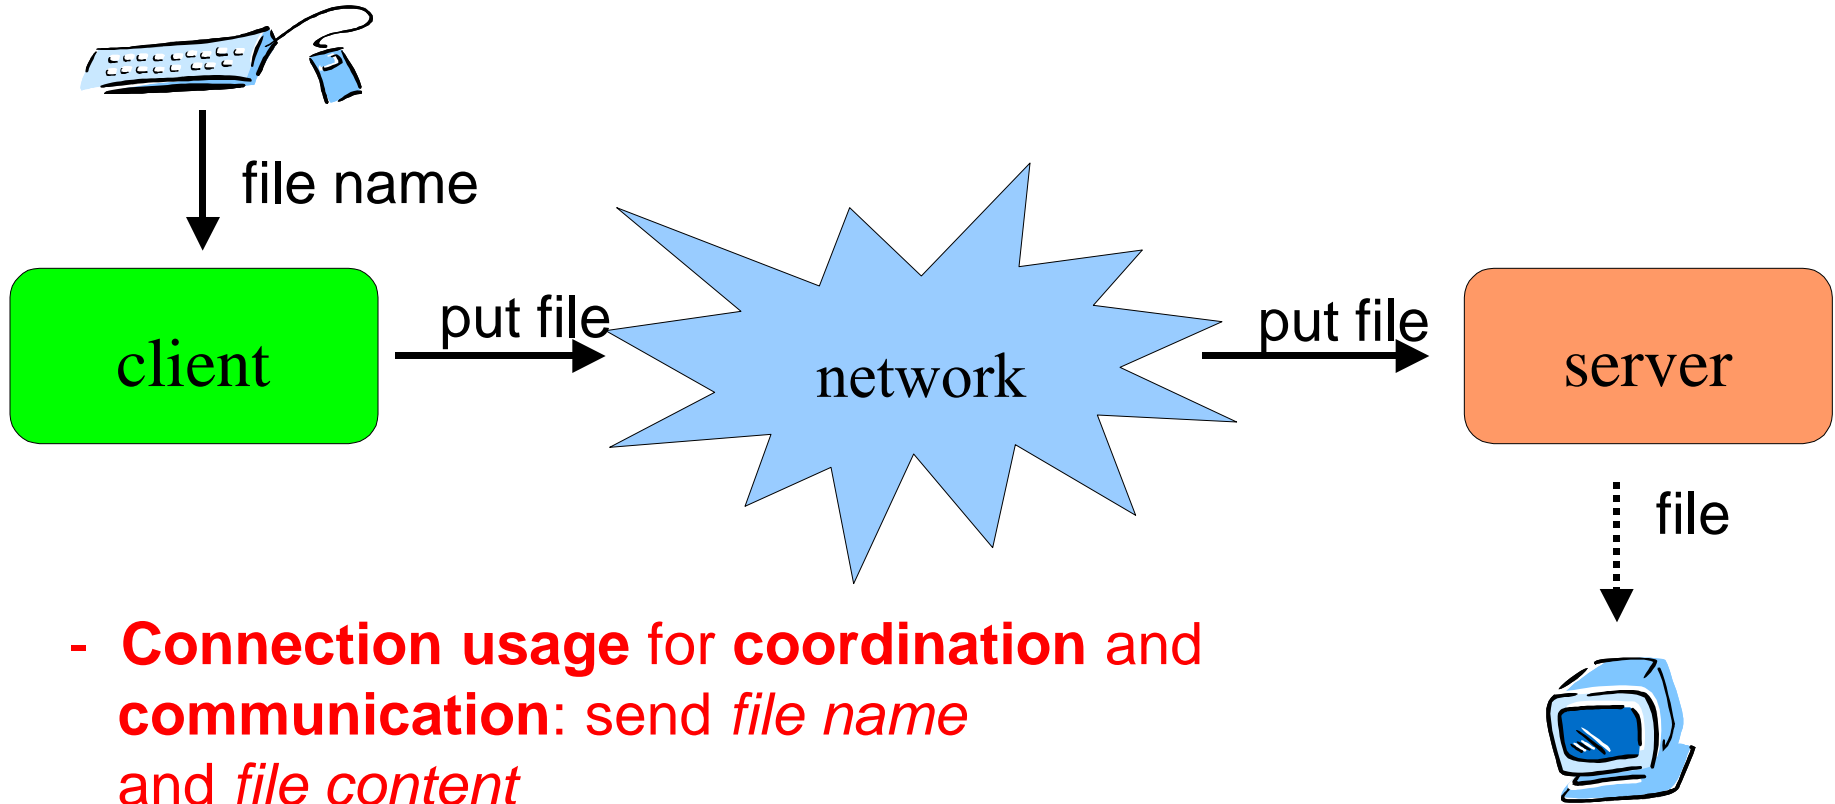 file name
client
put file
network
put file
server
file
- Connection usage for coordination and
communication: send file name
and file content